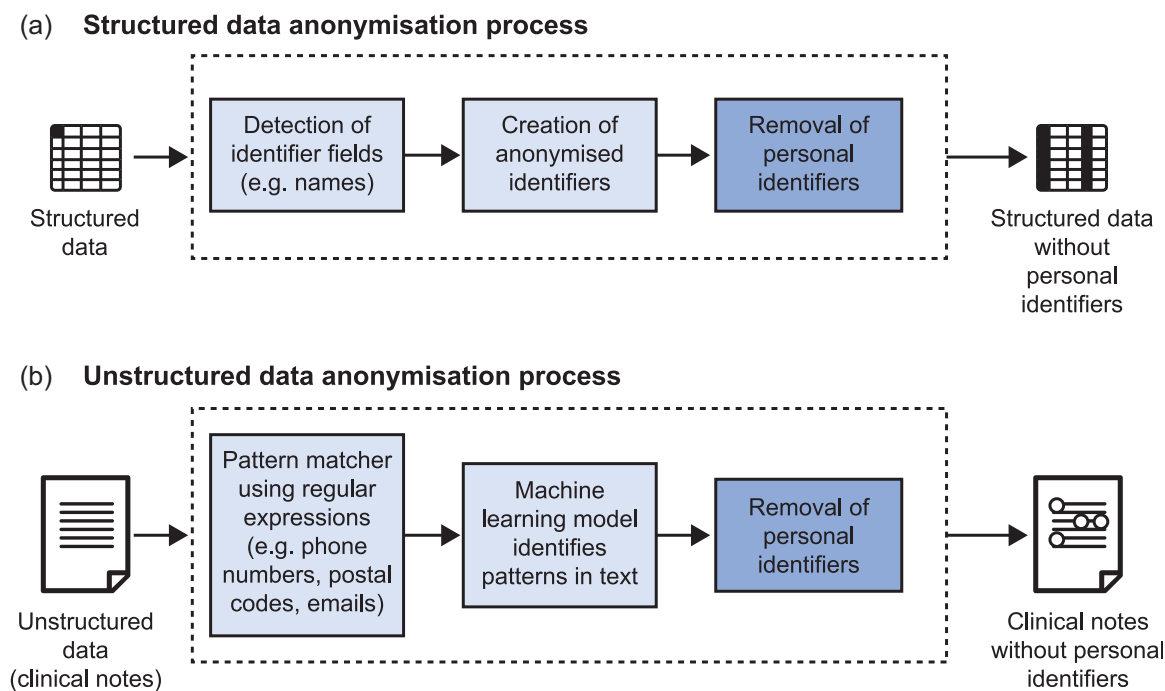 (a) Structured data anonymisation process
Detection of
identifier fields
(e.g. names)
Creation of
anonymised
identifiers
Removal of
personal
identifiers
Structured
data
Structured data
without
personal
identifiers
(b) Unstructured data anonymisation process
Pattern matcher
using regular
expressions
(e.g. phone
numbers, postal
codes, emails)
Machine
learning model
identifies
patterns in text
Removal of
personal
identifiers
Unstructured
data
(clinical notes)
Clinical notes
without personal
identifiers